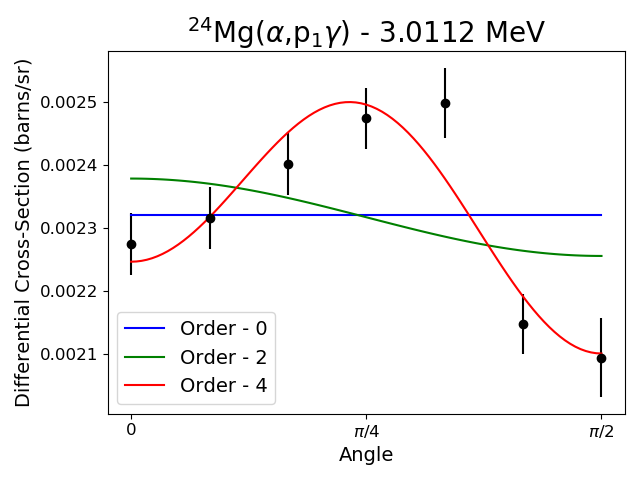 ²⁴Mg(α,p₁γ) - 3.0112 MeV
Differential Cross-Section (barns/sr)
0.0025
0.0024
0.0023
0.0022
0.0021
Order - 0
Order - 2
Order - 4
0
π/4
π/2
Angle